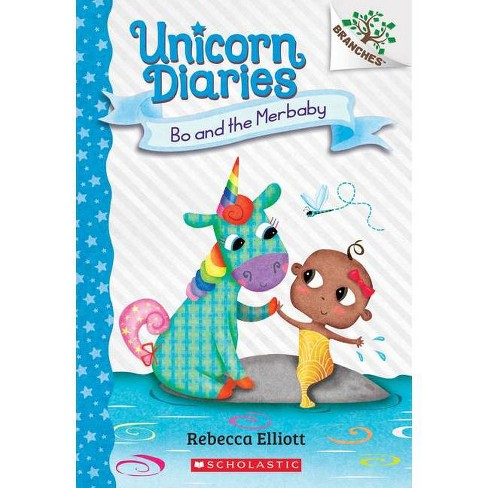 Unicorn
Diaries
BRANCHES
Bo and the Merbaby
Rebecca Elliott
SCHOLASTIC